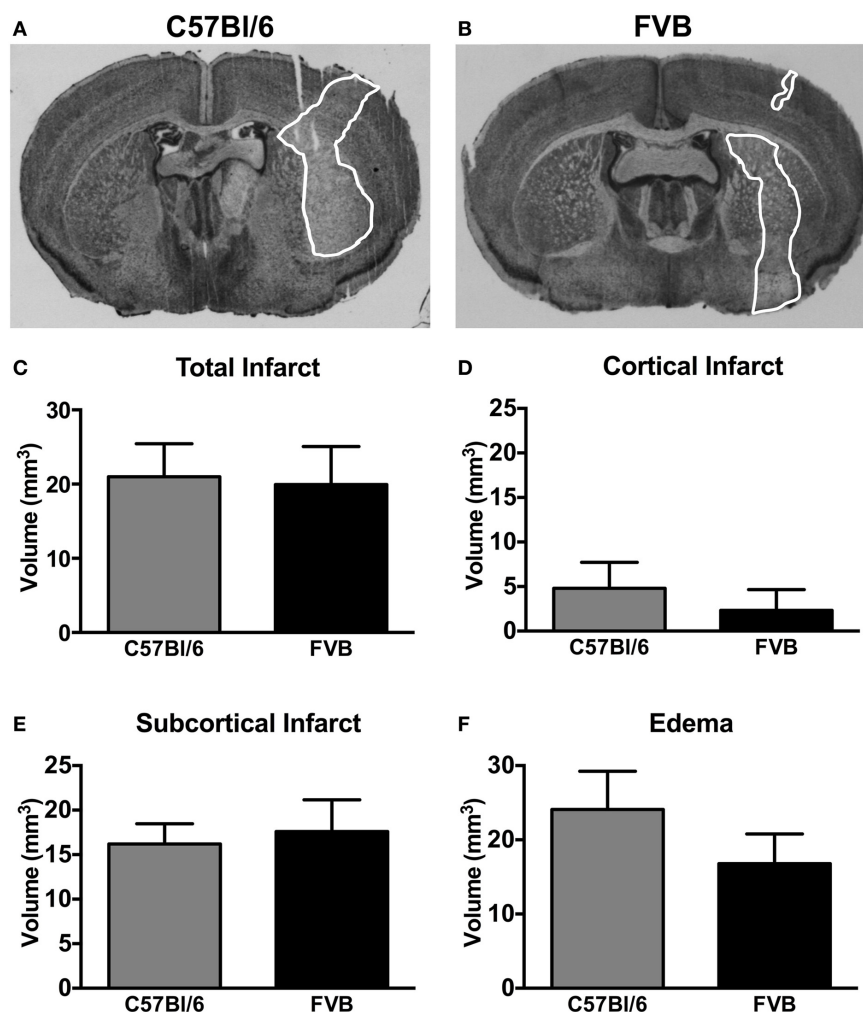 A
C57Bl/6
B
FVB
C
Total Infarct
Volume (mm³)
30
20
10
0
C57Bl/6
FVB
D
Cortical Infarct
Volume (mm³)
25
20
15
10
5
0
C57Bl/6
FVB
E
Subcortical Infarct
Volume (mm³)
25
20
15
10
5
0
C57Bl/6
FVB
F
Edema
Volume (mm³)
30
20
10
0
C57Bl/6
FVB